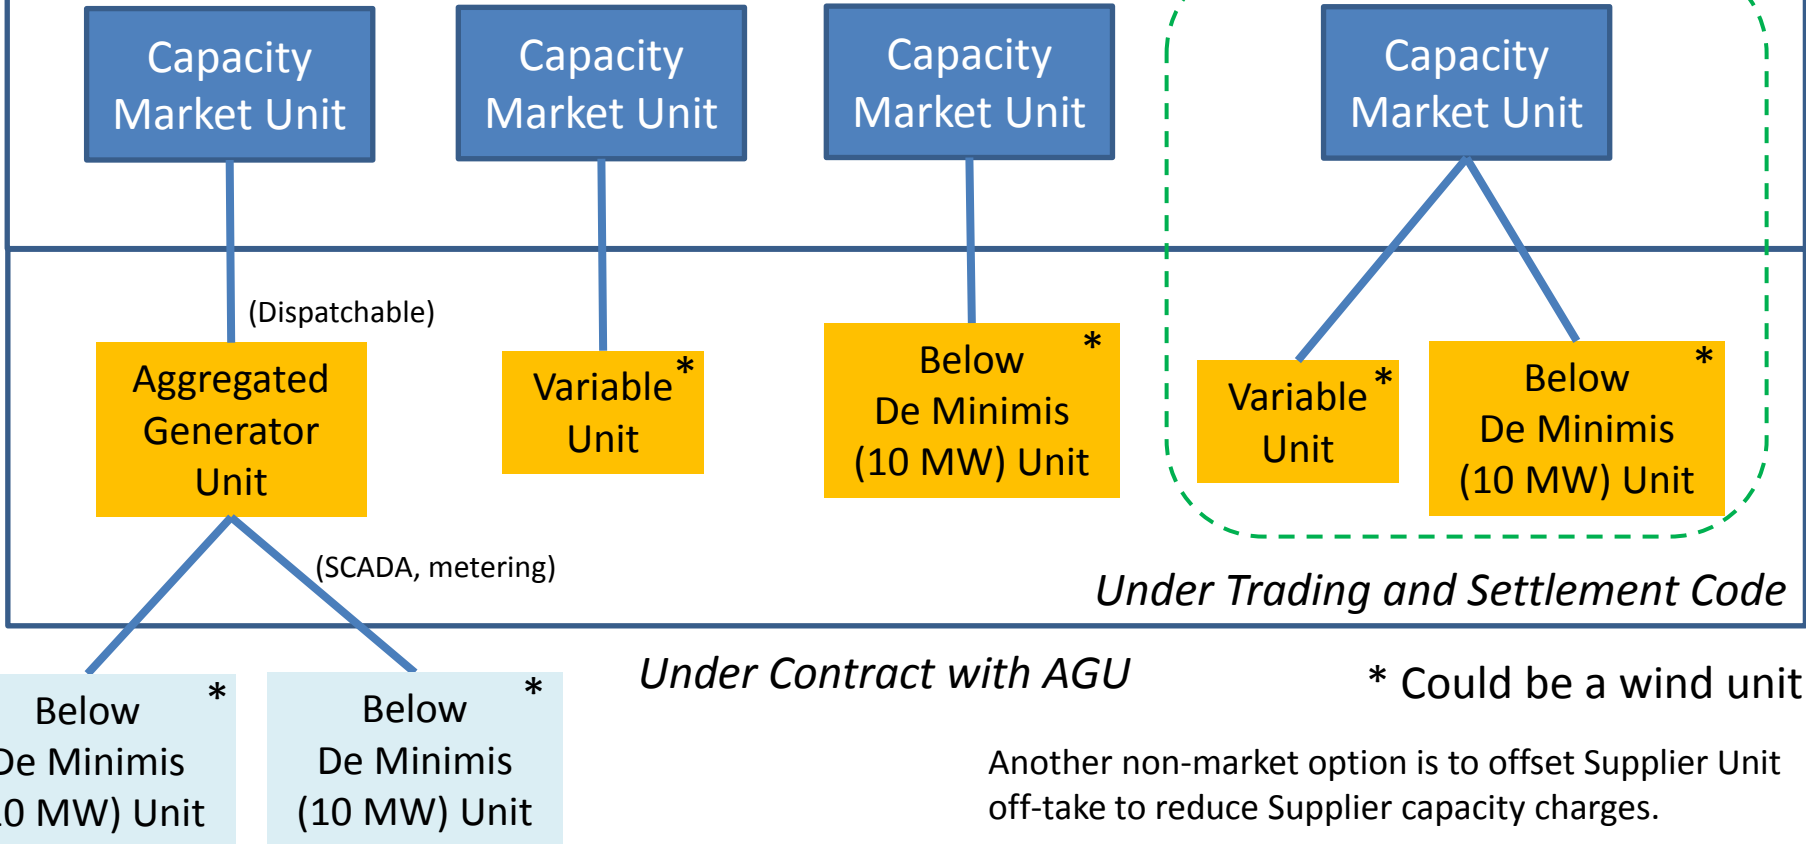 Capacity
Market Unit
Capacity
Market Unit
Capacity
Market Unit
Capacity
Market Unit
(Dispatchable)
Aggregated
Generator
Unit
Variable*
Unit
Below *
De Minimis
(10 MW) Unit
Variable*
Unit
Below *
De Minimis
(10 MW) Unit
(SCADA, metering)
Under Trading and Settlement Code
Under Contract with AGU
* Could be a wind unit
Below *
De Minimis
0 MW) Unit
Below *
De Minimis
(10 MW) Unit
Another non-market option is to offset Supplier Unit
off-take to reduce Supplier capacity charges.